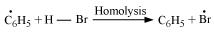 Ċ₆H₅ + H — Br Homolysis → C₆H₅ + Ḃr